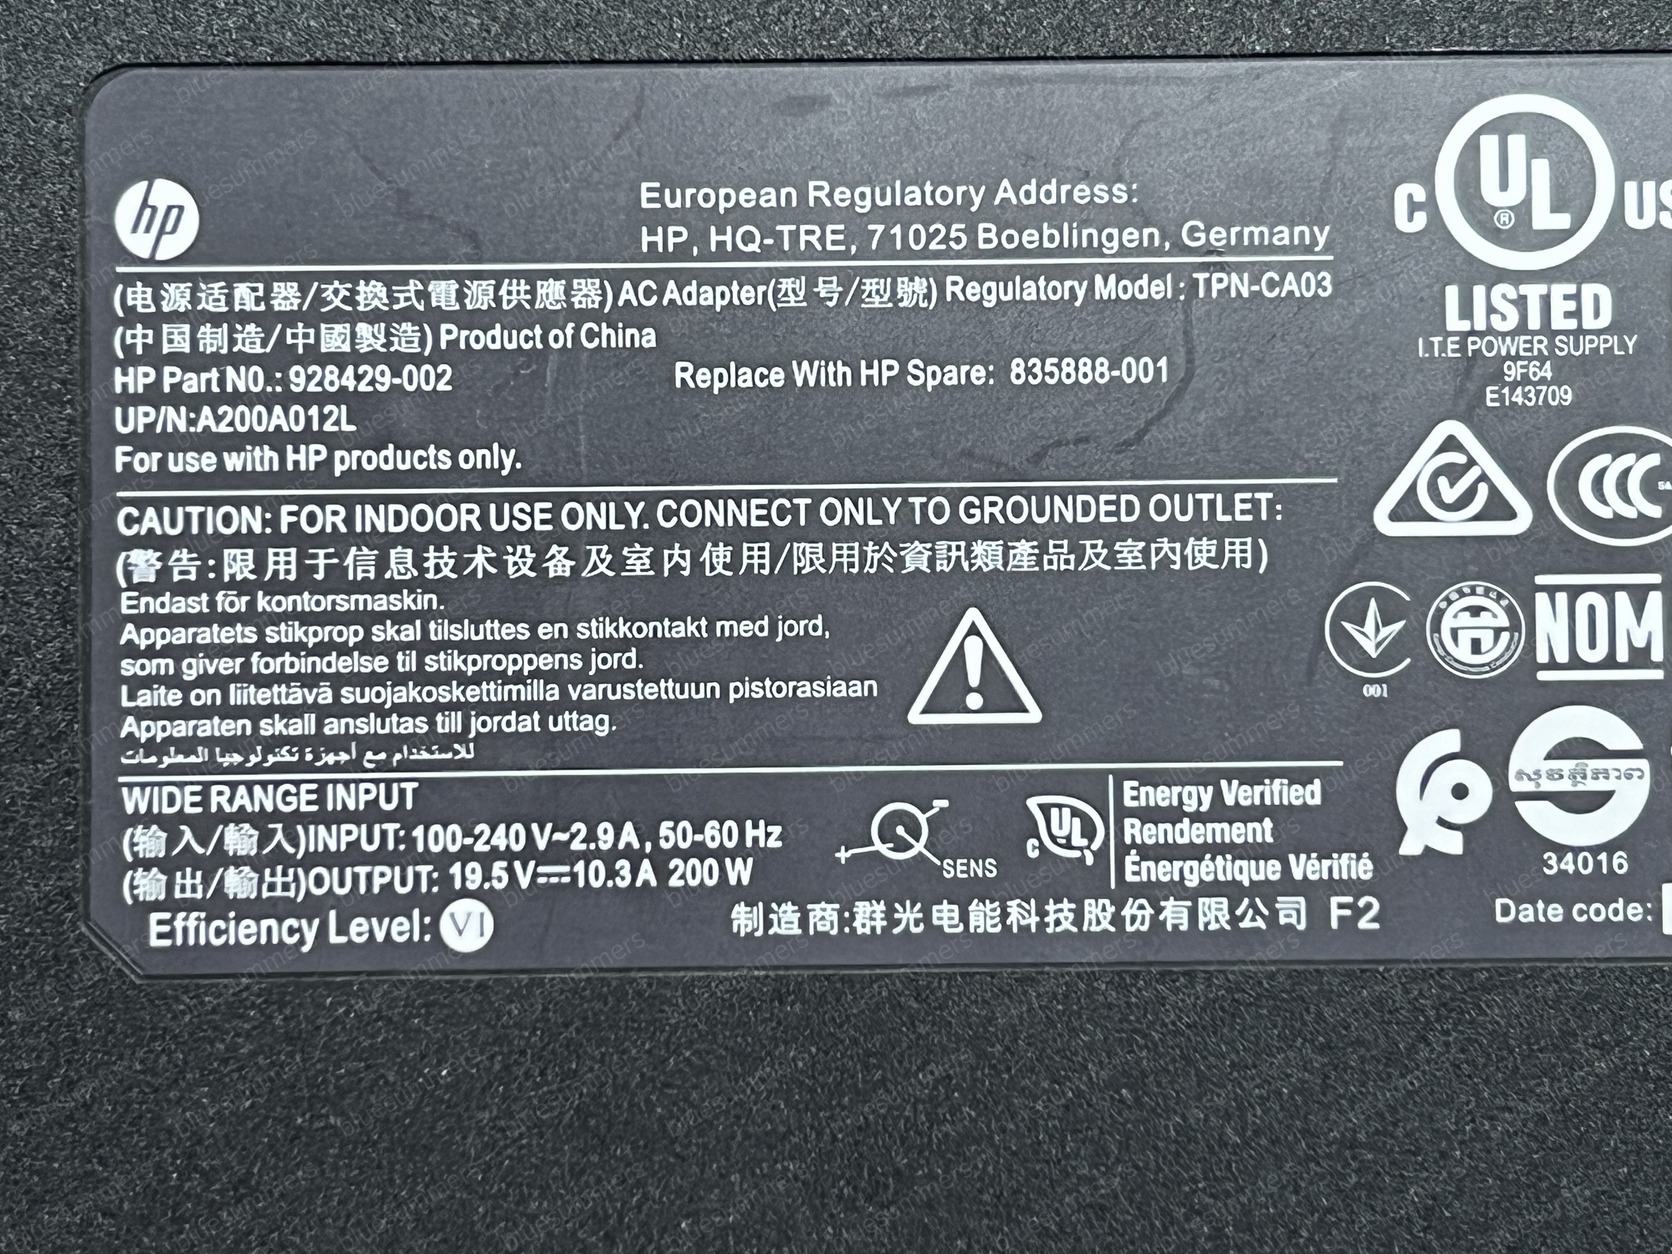 hp
European Regulatory Address:
HP, HQ-TRE, 71025 Boeblingen, Germany
(电源适配器/交換式電源供應器) AC Adapter(型号/型號) Regulatory Model : TPN-CA03
(中国制造/中國製造) Product of China
HP Part N0.: 928429-002 Replace With HP Spare: 835888-001
UP/N:A200A012L
For use with HP products only.
CAUTION: FOR INDOOR USE ONLY. CONNECT ONLY TO GROUNDED OUTLET:
(警告:限用于信息技术设备及室内使用/限用於資訊類產品及室內使用)
Endast för kontorsmaskin.
Apparatets stikprop skal tilsluttes en stikkontakt med jord,
som giver forbindelse til stikproppens jord.
Laite on liitettävä suojakoskettimilla varustettuun pistorasiaan
Apparaten skall anslutas till jordat uttag.
للاستخدام مع أجهزة تكنولوجيا المعلومات
WIDE RANGE INPUT
(输入/輸入)INPUT: 100-240 V~2.9 A, 50-60 Hz
(输出/輸出)OUTPUT: 19.5 V⎓10.3 A 200 W
Efficiency Level: VI
SENS
c UL
Energy Verified
Rendement
Énergétique Vérifié
制造商:群光电能科技股份有限公司 F2
C UL ® US
LISTED
I.T.E POWER SUPPLY
9F64
E143709
CCC
001
NOM
សុវត្ថិភាព
34016
Date code: